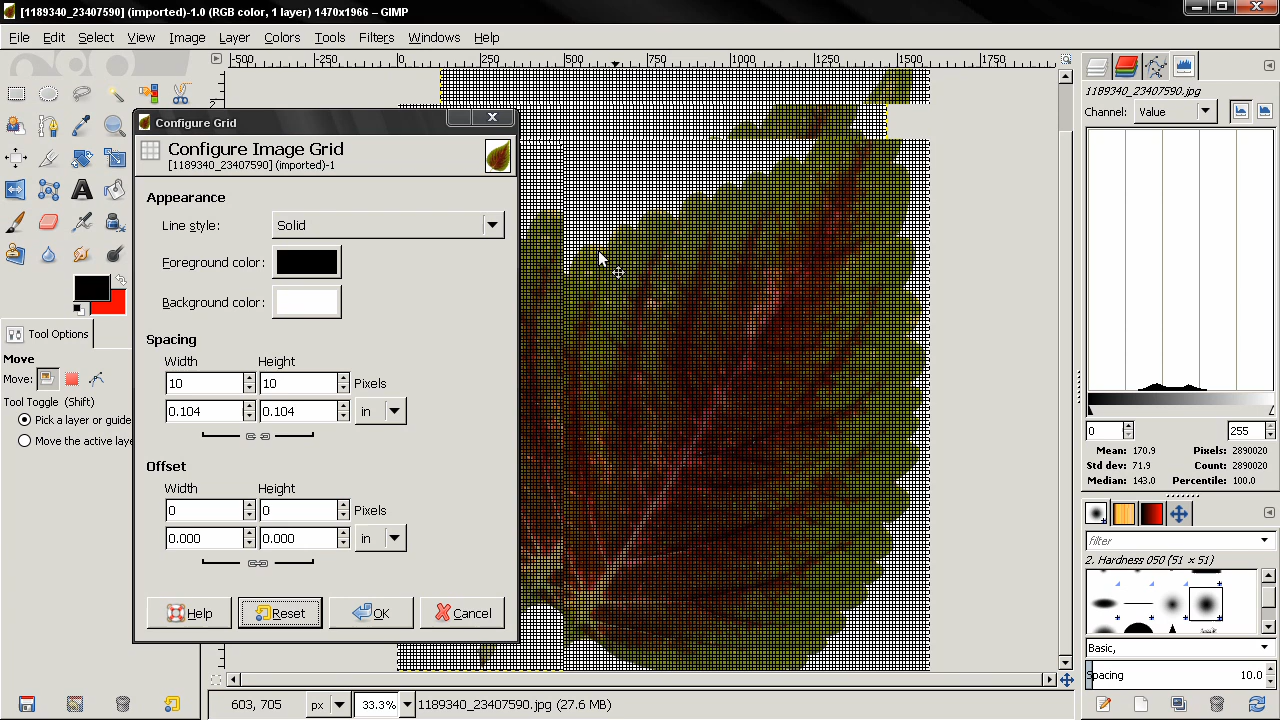 [1189340_23407590] (imported)-1.0 (RGB color, 1 layer) 1470x1966 – GIMP
File Edit Select View Image Layer Colors Tools Filters Windows Help
-500 -250 0 250 500 750 1000 1250 1500 1750
Configure Grid
Configure Image Grid
[1189340_23407590] (imported)-1
Appearance
Line style: Solid
Foreground color:
Background color:
Spacing
Width Height
10 10 Pixels
0.104 0.104 in
Offset
Width Height
0 0 Pixels
0.000 0.000 in
Help Reset OK Cancel
Tool Options
Move
Move:
Tool Toggle (Shift)
Pick a layer or guide
Move the active laye
1189340_23407590.jpg
Channel: Value
0 255
Mean: 170.9 Pixels: 2890020
Std dev: 71.9 Count: 2890020
Median: 143.0 Percentile: 100.0
filter
2. Hardness 050 (51 × 51)
Basic,
Spacing 10.0
603, 705 px 33.3% 1189340_23407590.jpg (27.6 MB)